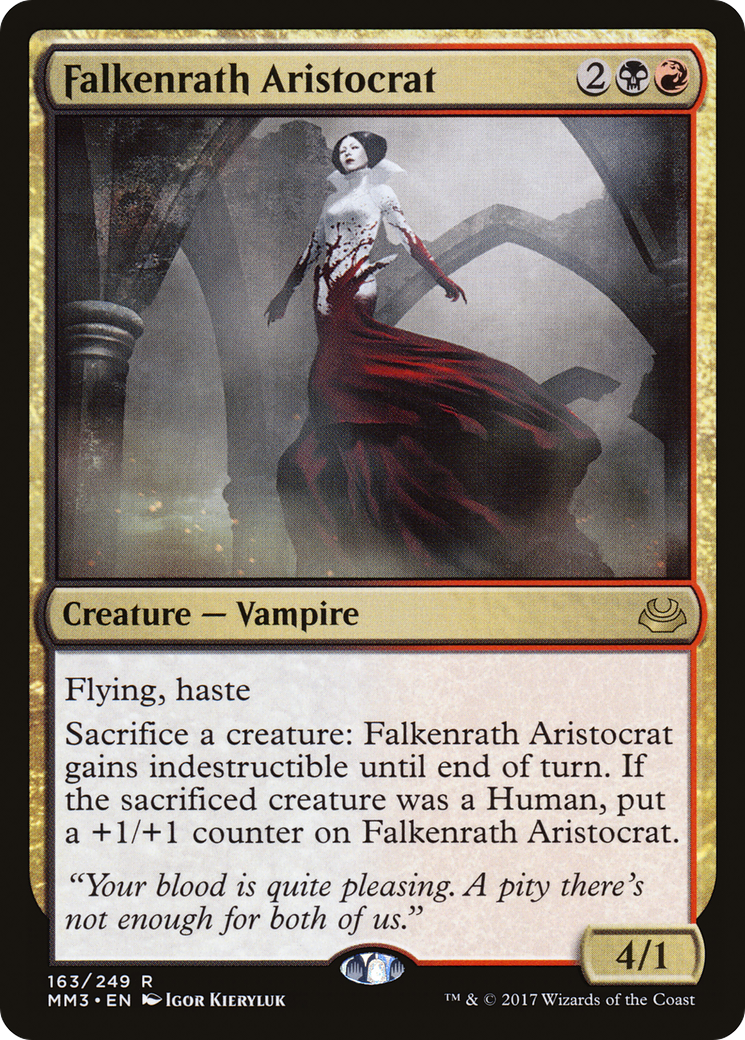 Falkenrath Aristocrat 2
Creature — Vampire
Flying, haste
Sacrifice a creature: Falkenrath Aristocrat
gains indestructible until end of turn. If
the sacrificed creature was a Human, put
a +1/+1 counter on Falkenrath Aristocrat.
“Your blood is quite pleasing. A pity there’s
not enough for both of us.”
4/1
163/249 R
MM3 • EN Igor Kieryluk
™ & © 2017 Wizards of the Coast